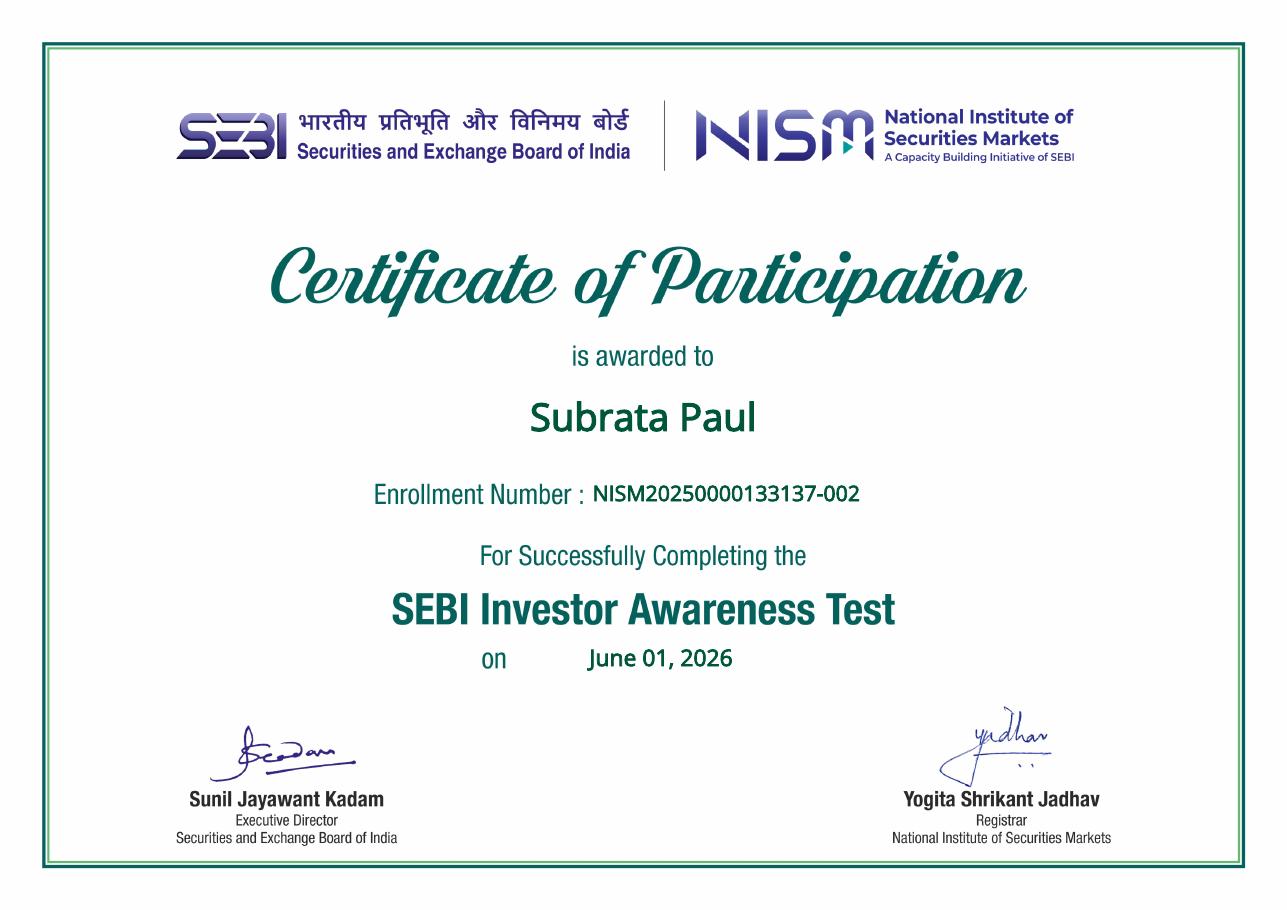 SEBI भारतीय प्रतिभूति और विनिमय बोर्ड
Securities and Exchange Board of India
NISM National Institute of
Securities Markets
A Capacity Building Initiative of SEBI
Certificate of Participation
is awarded to
Subrata Paul
Enrollment Number : NISM20250000133137-002
For Successfully Completing the
SEBI Investor Awareness Test
on June 01, 2026
Sunil Jayawant Kadam
Executive Director
Securities and Exchange Board of India
Yogita Shrikant Jadhav
Registrar
National Institute of Securities Markets